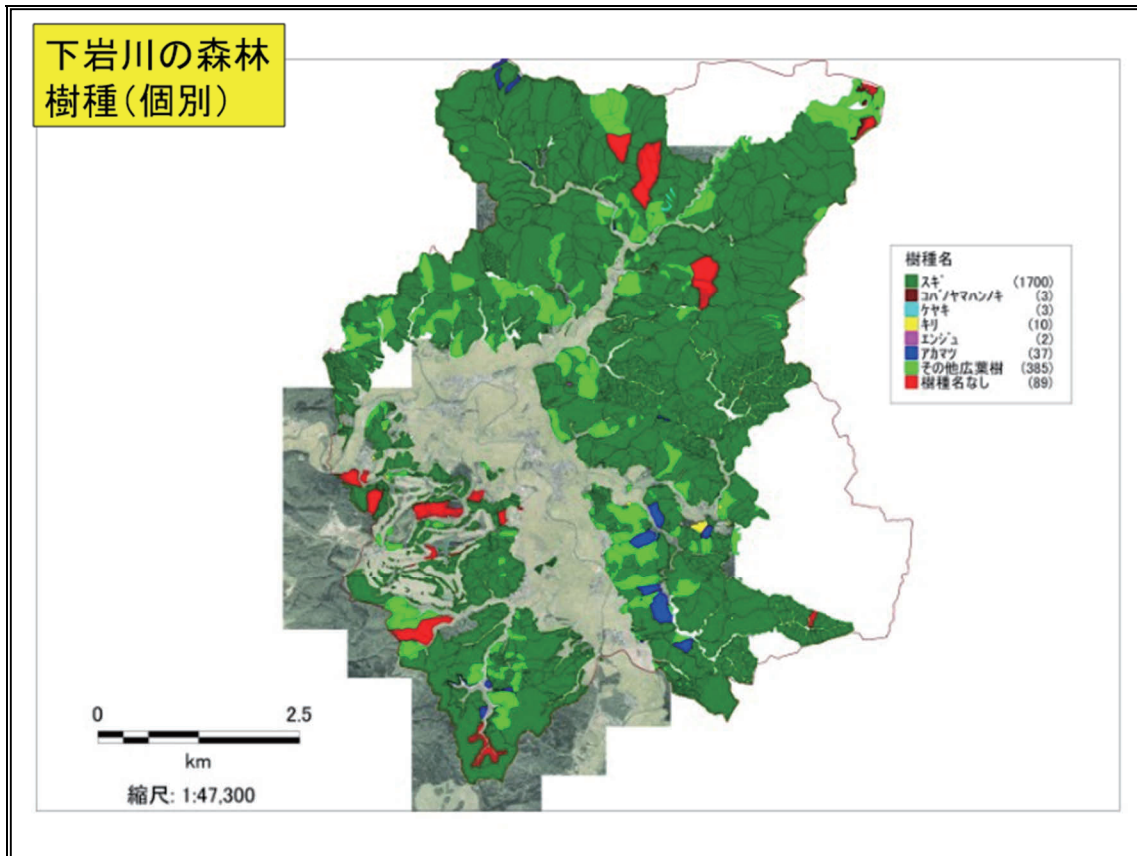 下岩川の森林
樹種(個別)
樹種名
スギ (1700)
コバノヤマハンノキ (3)
ケヤキ (3)
キリ (10)
エンジュ (2)
アカマツ (37)
その他広葉樹 (385)
樹種名なし (89)
0 2.5
km
縮尺: 1:47,300